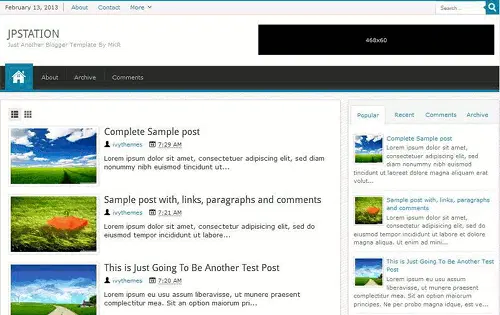 February 13, 2013 About Contact More
Search...
JPSTATION
Just Another Blogger Template By MKR
468x60
About Archive Comments
Complete Sample post
ivythemes 7:29 AM
Lorem ipsum dolor sit amet, consectetuer adipiscing elit, sed diam
nonummy nibh euismod tincidunt ut...
Sample post with, links, paragraphs and comments
ivythemes 7:21 AM
Lorem ipsum dolor sit amet, consectetur adipiscing elit, sed do
eiusmod tempor incididunt ut labore...
This is Just Going To Be Another Test Post
ivythemes 7:20 AM
Lorem ipsum eu usu assum liberavisse, ut munere praesent
complectitur mea. Sit an option maiorum pri...
Popular Recent Comments Archive
Complete Sample post
Lorem ipsum dolor sit amet,
consectetuer adipiscing elit, sed
diam nonummy nibh euismod
tincidunt ut laoreet dolore magna aliquam erat
volut...
Sample post with, links, paragraphs
and comments
Lorem ipsum dolor sit amet,
consectetur adipiscing elit, sed do
eiusmod tempor incididunt ut labore et dolore
magna aliqua. Ut enim ad mini...
This is Just Going To Be Another
Test Post
Lorem ipsum eu usu assum
liberavisse, ut munere praesent
complectitur mea. Sit an option maiorum
principes. Ne per probo magna idque, est ve...